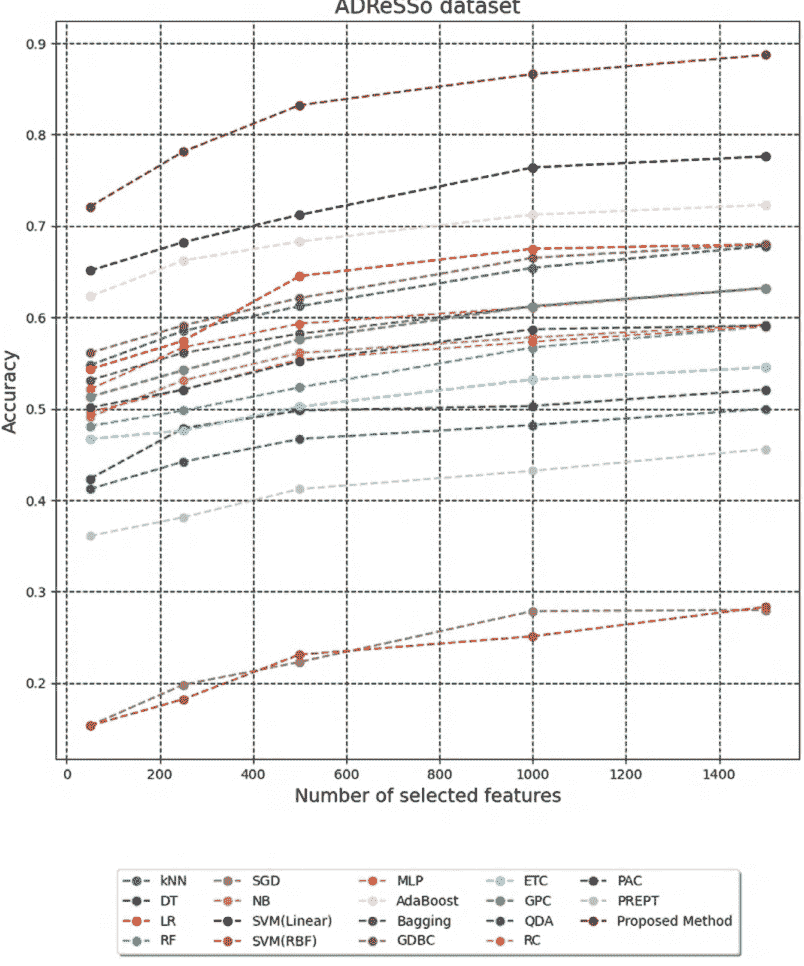 ADReSSo dataset
0.9
0.8
0.7
0.6
0.5
0.4
0.3
0.2
Accuracy
0 200 400 600 800 1000 1200 1400
Number of selected features
kNN SGD MLP ETC PAC
DT NB AdaBoost GPC PREPT
LR SVM(Linear) Bagging QDA Proposed Method
RF SVM(RBF) GDBC RC